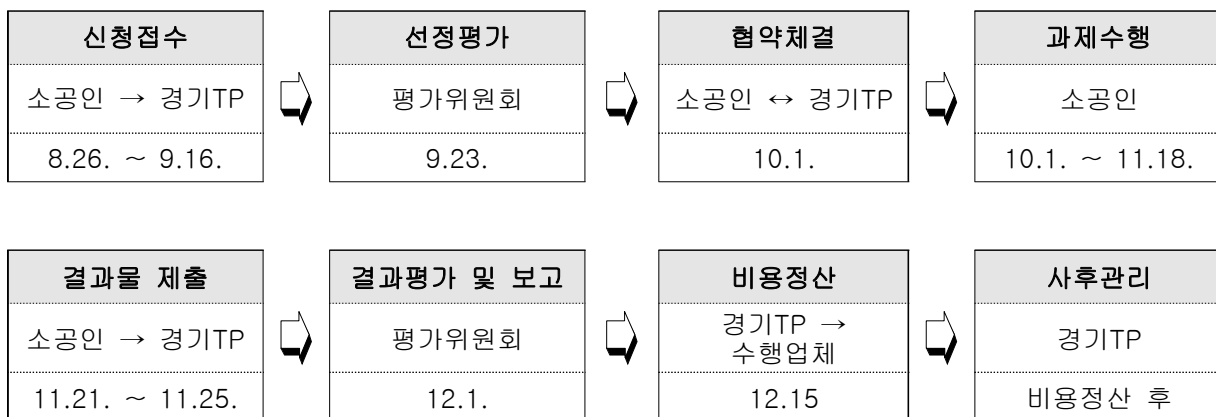 신청접수 선정평가 협약체결 과제수행
소공인 → 경기TP 평가위원회 소공인 ↔ 경기TP 소공인
8.26. ~ 9.16. 9.23. 10.1. 10.1. ~ 11.18.
결과물 제출 결과평가 및 보고 비용정산 사후관리
소공인 → 경기TP 평가위원회 경기TP → 수행업체 경기TP
11.21. ~ 11.25. 12.1. 12.15 비용정산 후